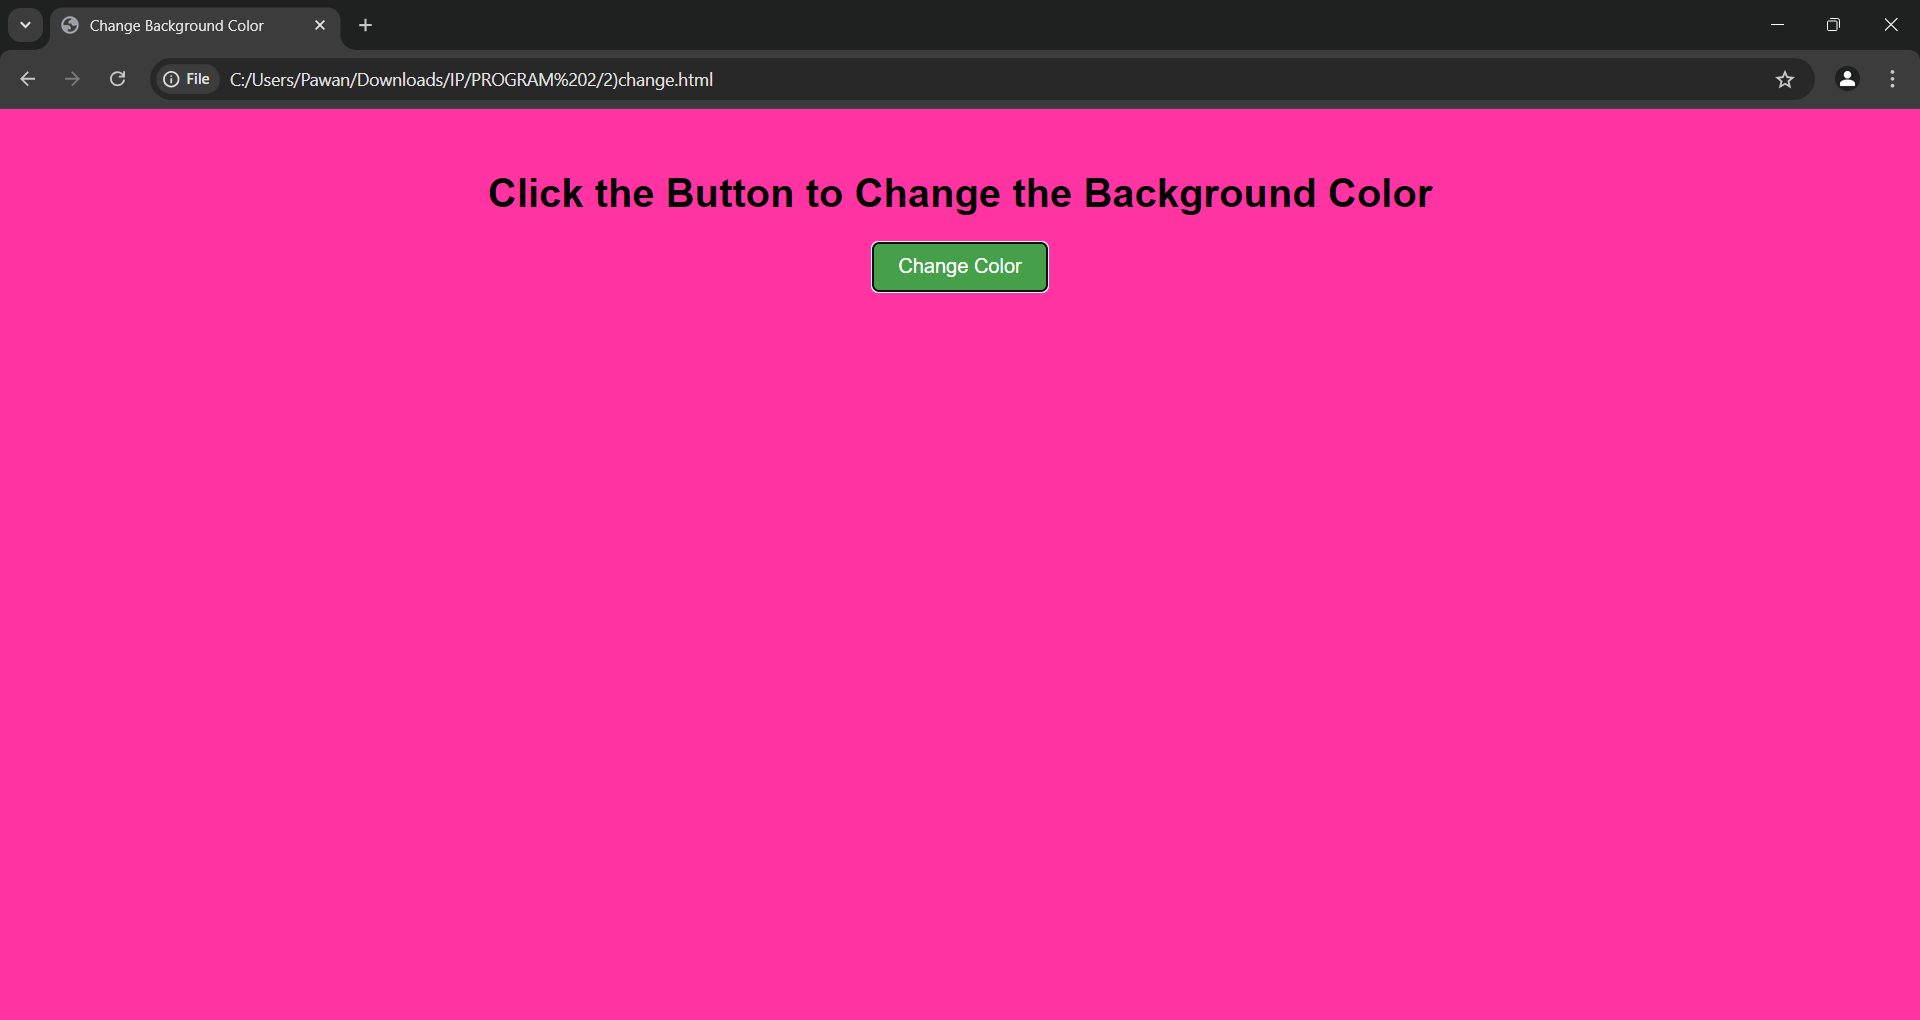 Change Background Color
File C:/Users/Pawan/Downloads/IP/PROGRAM%202/2)change.html
Click the Button to Change the Background Color
Change Color